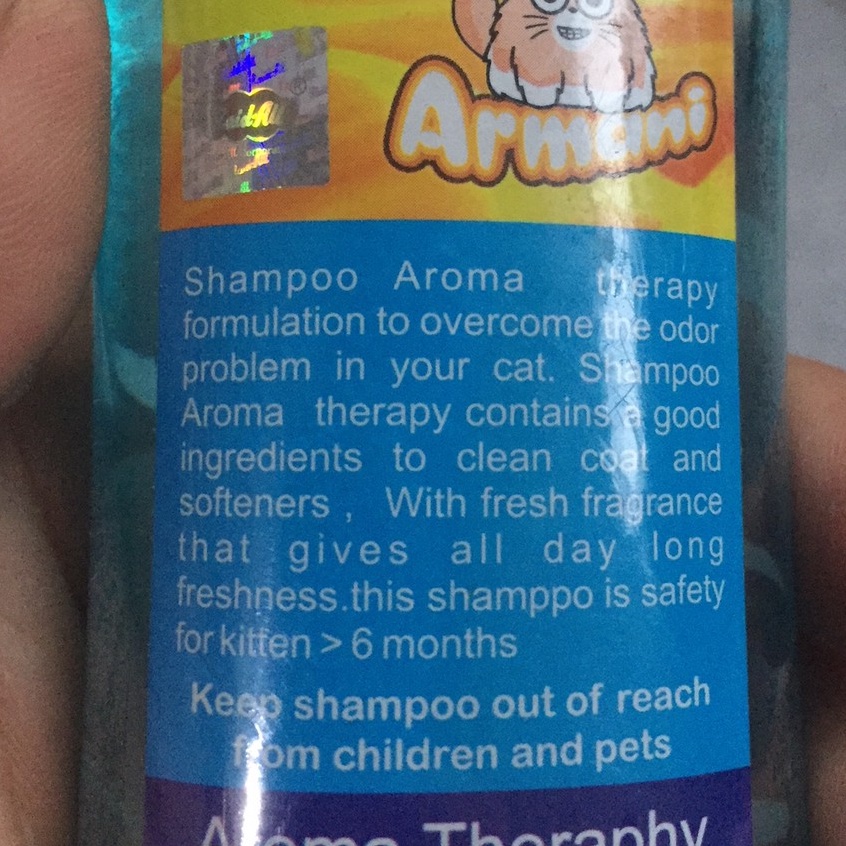 Armani
Shampoo Aroma therapy
formulation to overcome the odor
problem in your cat. Shampoo
Aroma therapy contains a good
ingredients to clean coat and
softeners , With fresh fragrance
that gives all day long
freshness.this shamppo is safety
for kitten > 6 months
Keep shampoo out of reach
from children and pets
Aroma Theraphy